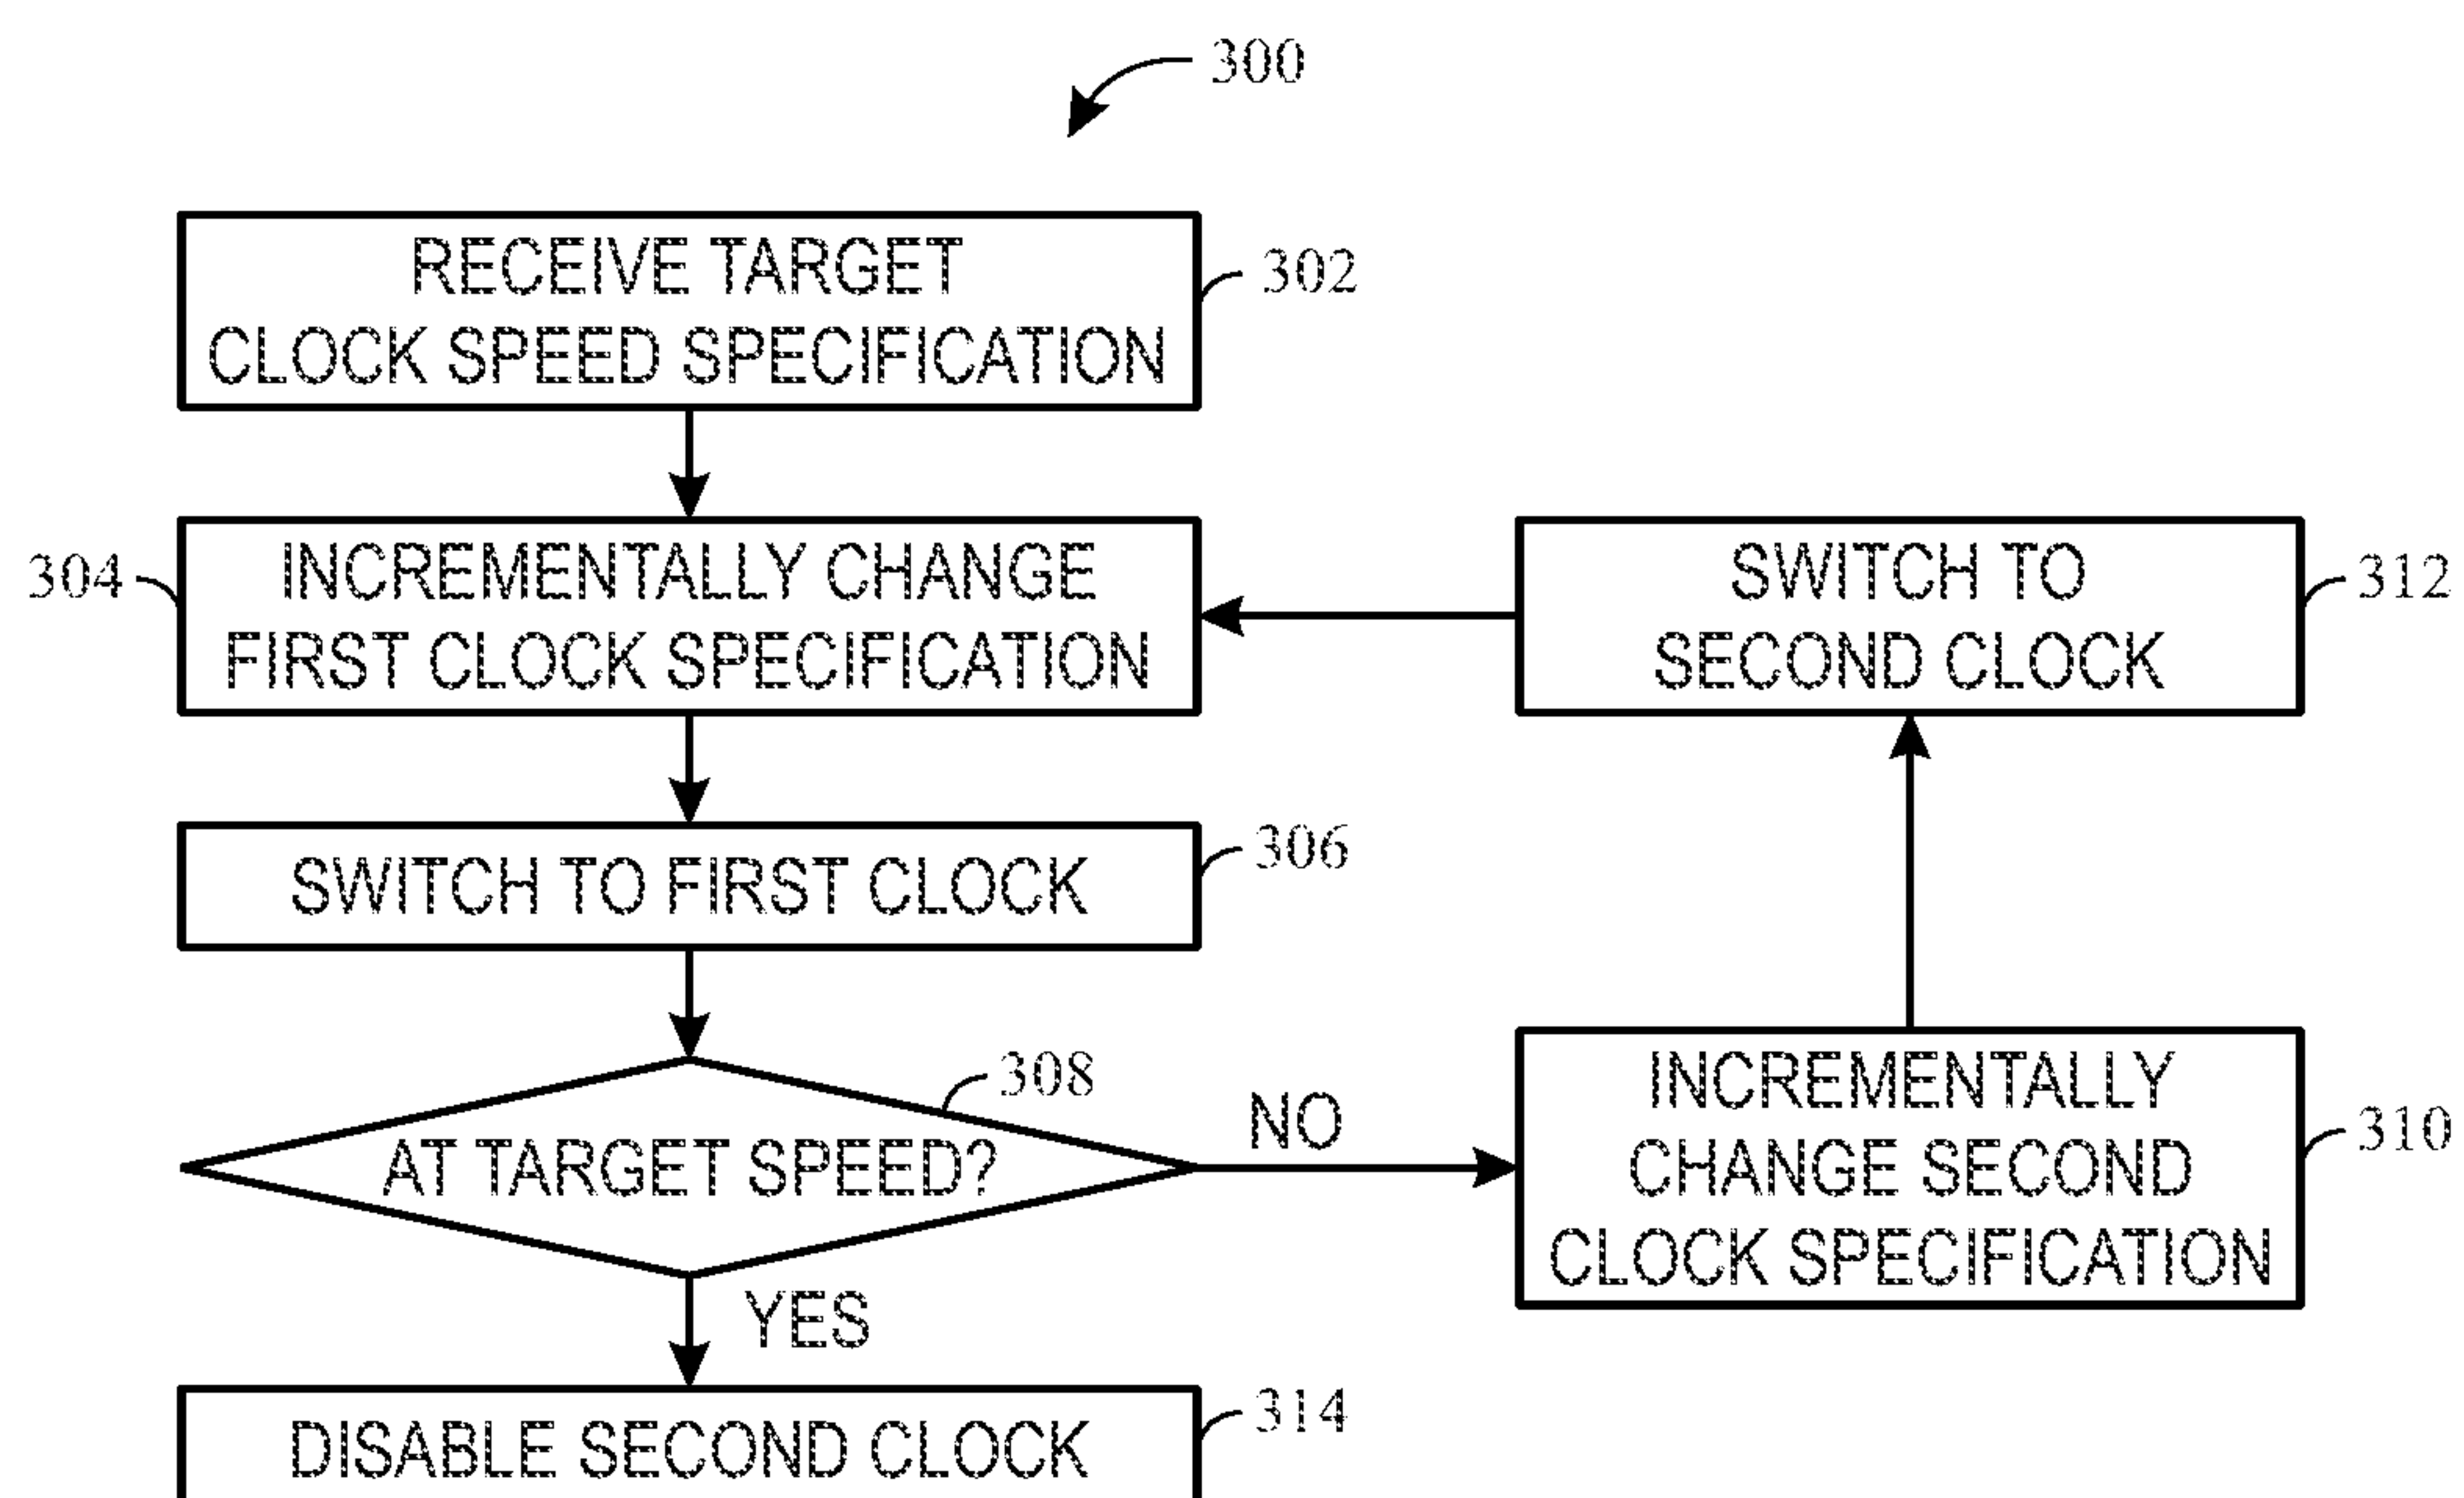 300
RECEIVE TARGET
CLOCK SPEED SPECIFICATION
302
304
INCREMENTALLY CHANGE
FIRST CLOCK SPECIFICATION
SWITCH TO
SECOND CLOCK
312
SWITCH TO FIRST CLOCK
306
308
AT TARGET SPEED?
NO
INCREMENTALLY
CHANGE SECOND
CLOCK SPECIFICATION
310
YES
DISABLE SECOND CLOCK
314